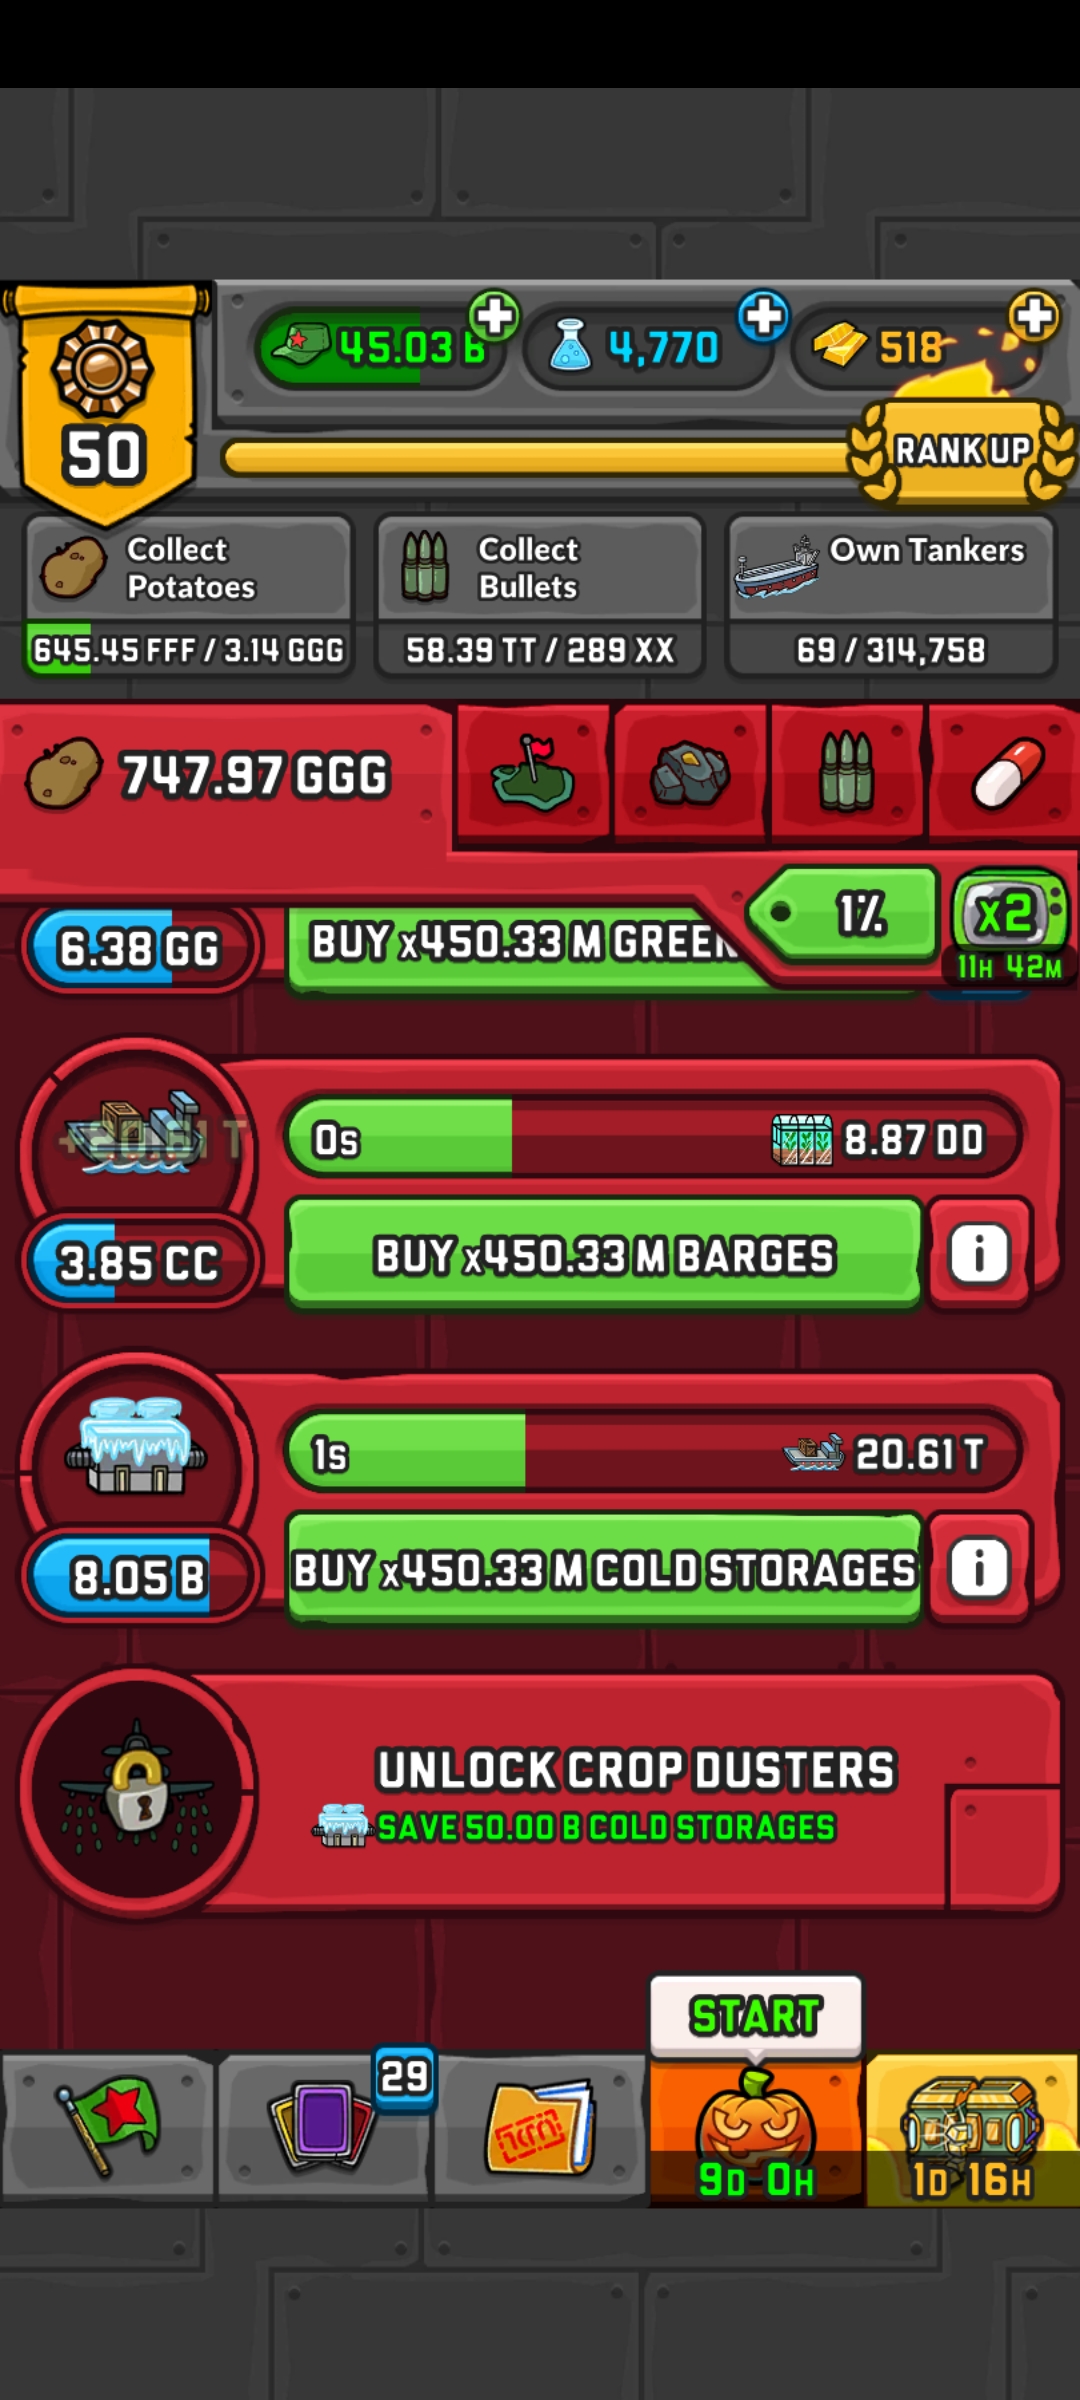 45.03 B
4,770
518
50
RANK UP
Collect
Potatoes
645.45 FFF / 3.14 GGG
Collect
Bullets
58.39 TT / 289 XX
Own Tankers
69 / 314,758
747.97 GGG
1%
x2
11H 42M
6.38 GG
BUY x450.33 M GREEN
0s
8.87 DD
3.85 CC
BUY x450.33 M BARGES
i
1s
20.61 T
8.05 B
BUY x450.33 M COLD STORAGES
i
UNLOCK CROP DUSTERS
SAVE 50.00 B COLD STORAGES
START
29
9D 0H
1D 16H